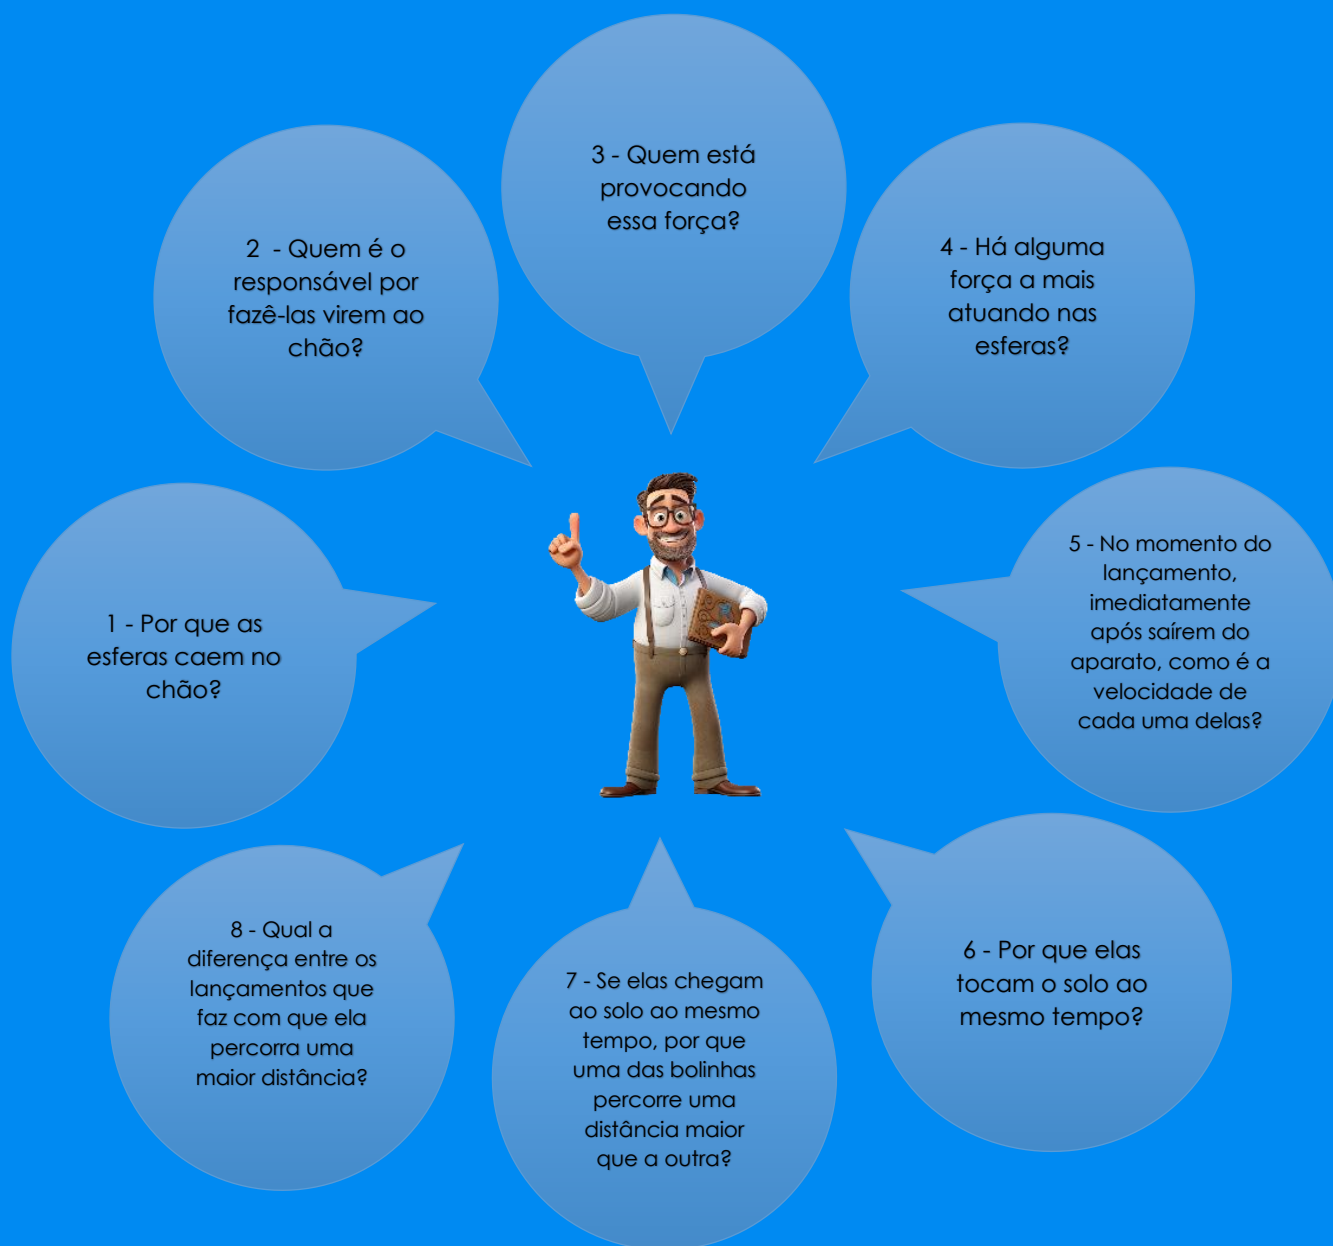 1 - Por que as
esferas caem no
chão?
2 - Quem é o
responsável por
fazê-las virem ao
chão?
3 - Quem está
provocando
essa força?
4 - Há alguma
força a mais
atuando nas
esferas?
5 - No momento do
lançamento,
imediatamente
após saírem do
aparato, como é a
velocidade de
cada uma delas?
6 - Por que elas
tocam o solo ao
mesmo tempo?
7 - Se elas chegam
ao solo ao mesmo
tempo, por que
uma das bolinhas
percorre uma
distância maior
que a outra?
8 - Qual a
diferença entre os
lançamentos que
faz com que ela
percorra uma
maior distância?